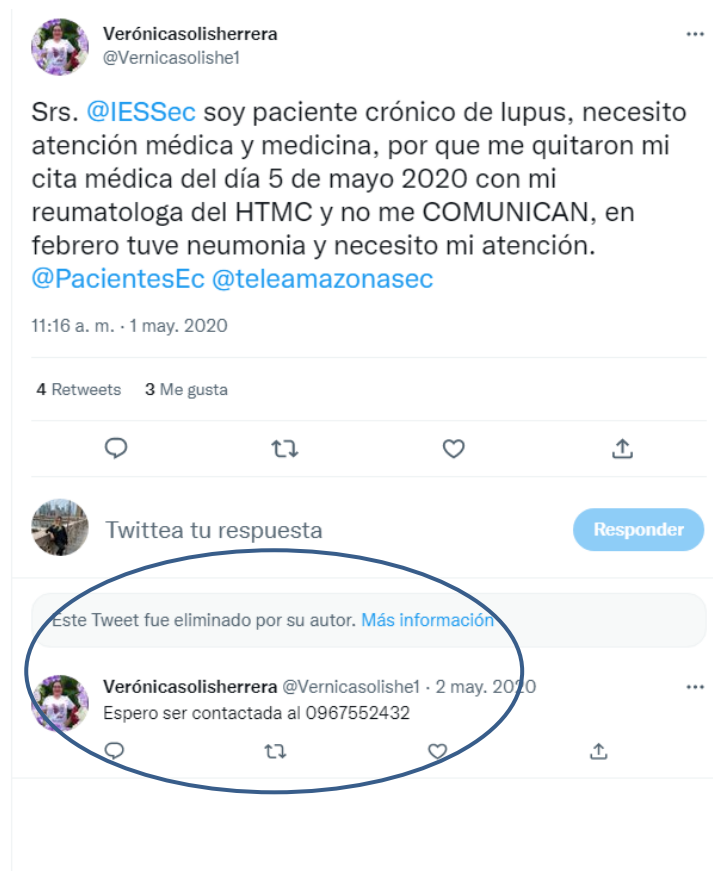 Verónicasolisherrera
@Vernicasolishe1
Srs. @IESSec soy paciente crónico de lupus, necesito
atención médica y medicina, por que me quitaron mi
cita médica del día 5 de mayo 2020 con mi
reumatologa del HTMC y no me COMUNICAN, en
febrero tuve neumonia y necesito mi atención.
@PacientesEc @teleamazonasec
11:16 a. m. · 1 may. 2020
4 Retweets 3 Me gusta
Twittea tu respuesta
Responder
Este Tweet fue eliminado por su autor. Más información
Verónicasolisherrera @Vernicasolishe1 · 2 may. 2020
Espero ser contactada al 0967552432